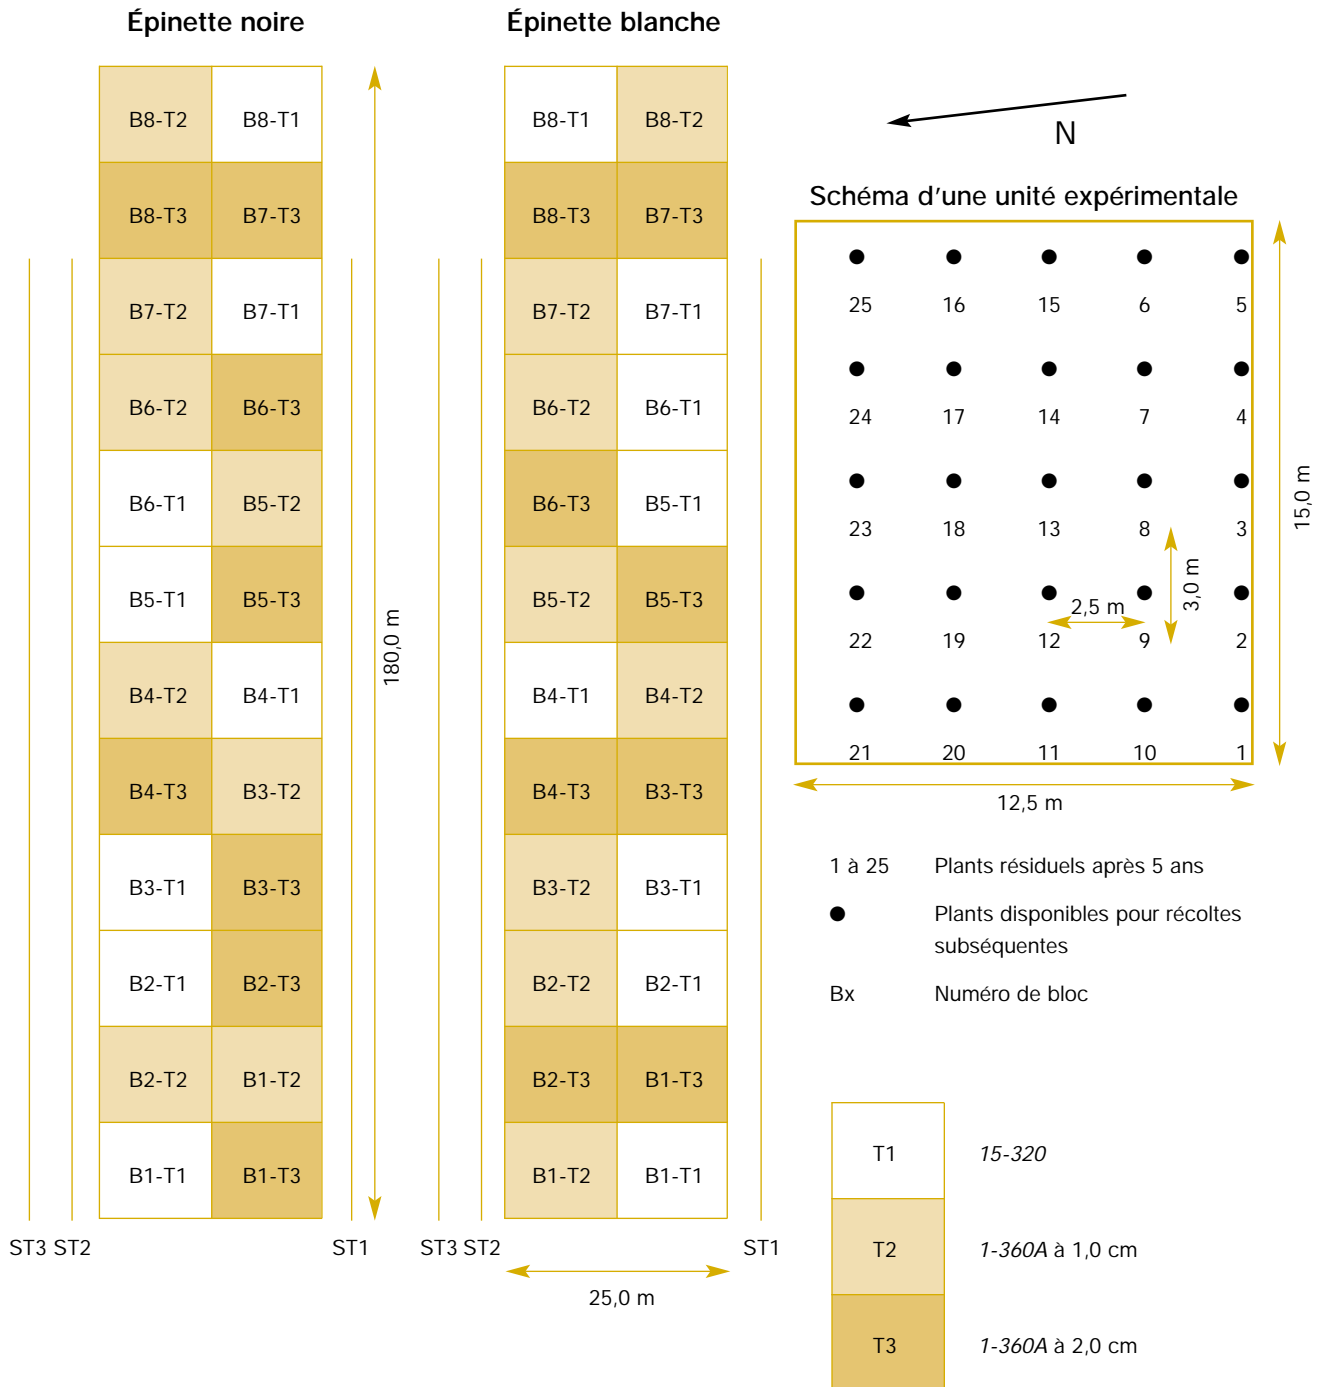 Épinette noire
B8-T2 B8-T1
B8-T3 B7-T3
B7-T2 B7-T1
B6-T2 B6-T3
B6-T1 B5-T2
B5-T1 B5-T3
B4-T2 B4-T1
B4-T3 B3-T2
B3-T1 B3-T3
B2-T1 B2-T3
B2-T2 B1-T2
B1-T1 B1-T3
180,0 m
ST3 ST2 ST1
Épinette blanche
B8-T1 B8-T2
B8-T3 B7-T3
B7-T2 B7-T1
B6-T2 B6-T1
B6-T3 B5-T1
B5-T2 B5-T3
B4-T1 B4-T2
B4-T3 B3-T3
B3-T2 B3-T1
B2-T2 B2-T1
B2-T3 B1-T3
B1-T2 B1-T1
ST3 ST2 ST1
25,0 m
N
Schéma d'une unité expérimentale
25 16 15 6 5
24 17 14 7 4
23 18 13 8 3
2,5 m
3,0 m
22 19 12 9 2
21 20 11 10 1
15,0 m
12,5 m
1 à 25 Plants résiduels après 5 ans
● Plants disponibles pour récoltes
subséquentes
Bx Numéro de bloc
T1 15-320
T2 1-360A à 1,0 cm
T3 1-360A à 2,0 cm